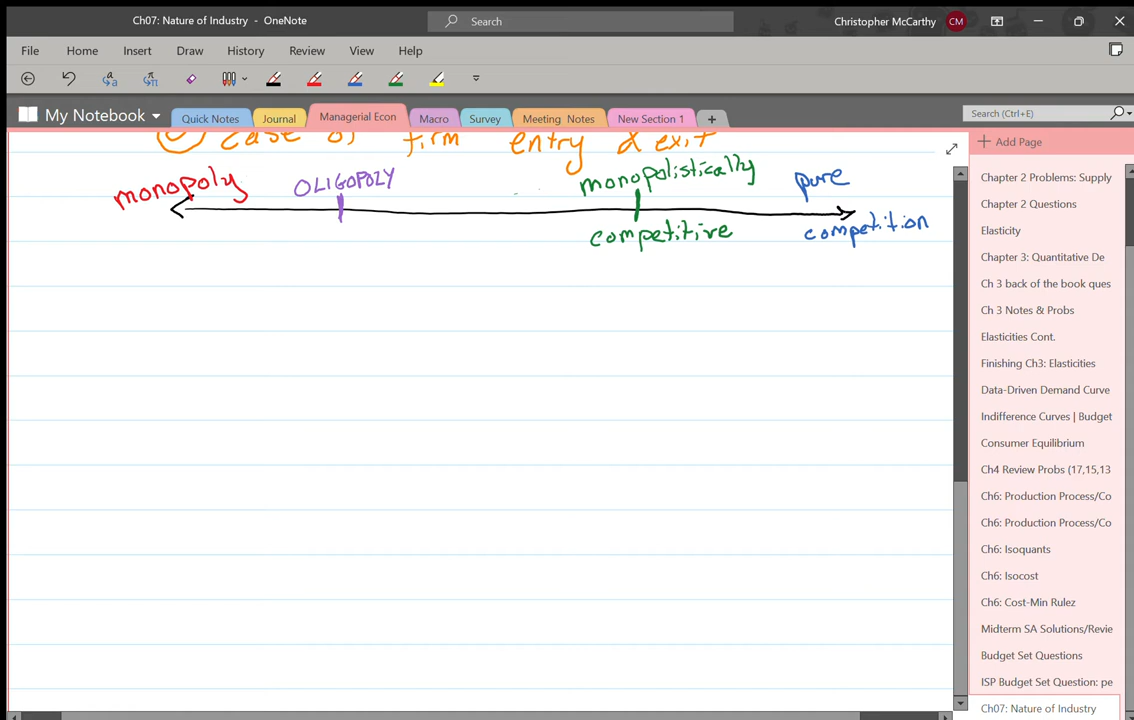 Ch07: Nature of Industry - OneNote
Search
Christopher McCarthy CM
File Home Insert Draw History Review View Help
My Notebook
Quick Notes Journal Managerial Econ Macro Survey Meeting Notes New Section 1 +
Search (Ctrl+E)
case of firm entry & exit
monopoly OLIGOPOLY monopolistically pure
competitive competition
Add Page
Chapter 2 Problems: Supply
Chapter 2 Questions
Elasticity
Chapter 3: Quantitative De
Ch 3 back of the book ques
Ch 3 Notes & Probs
Elasticities Cont.
Finishing Ch3: Elasticities
Data-Driven Demand Curve
Indifference Curves | Budget
Consumer Equilibrium
Ch4 Review Probs (17,15,13
Ch6: Production Process/Co
Ch6: Production Process/Co
Ch6: Isoquants
Ch6: Isocost
Ch6: Cost-Min Rulez
Midterm SA Solutions/Revie
Budget Set Questions
ISP Budget Set Question: pe
Ch07: Nature of Industry